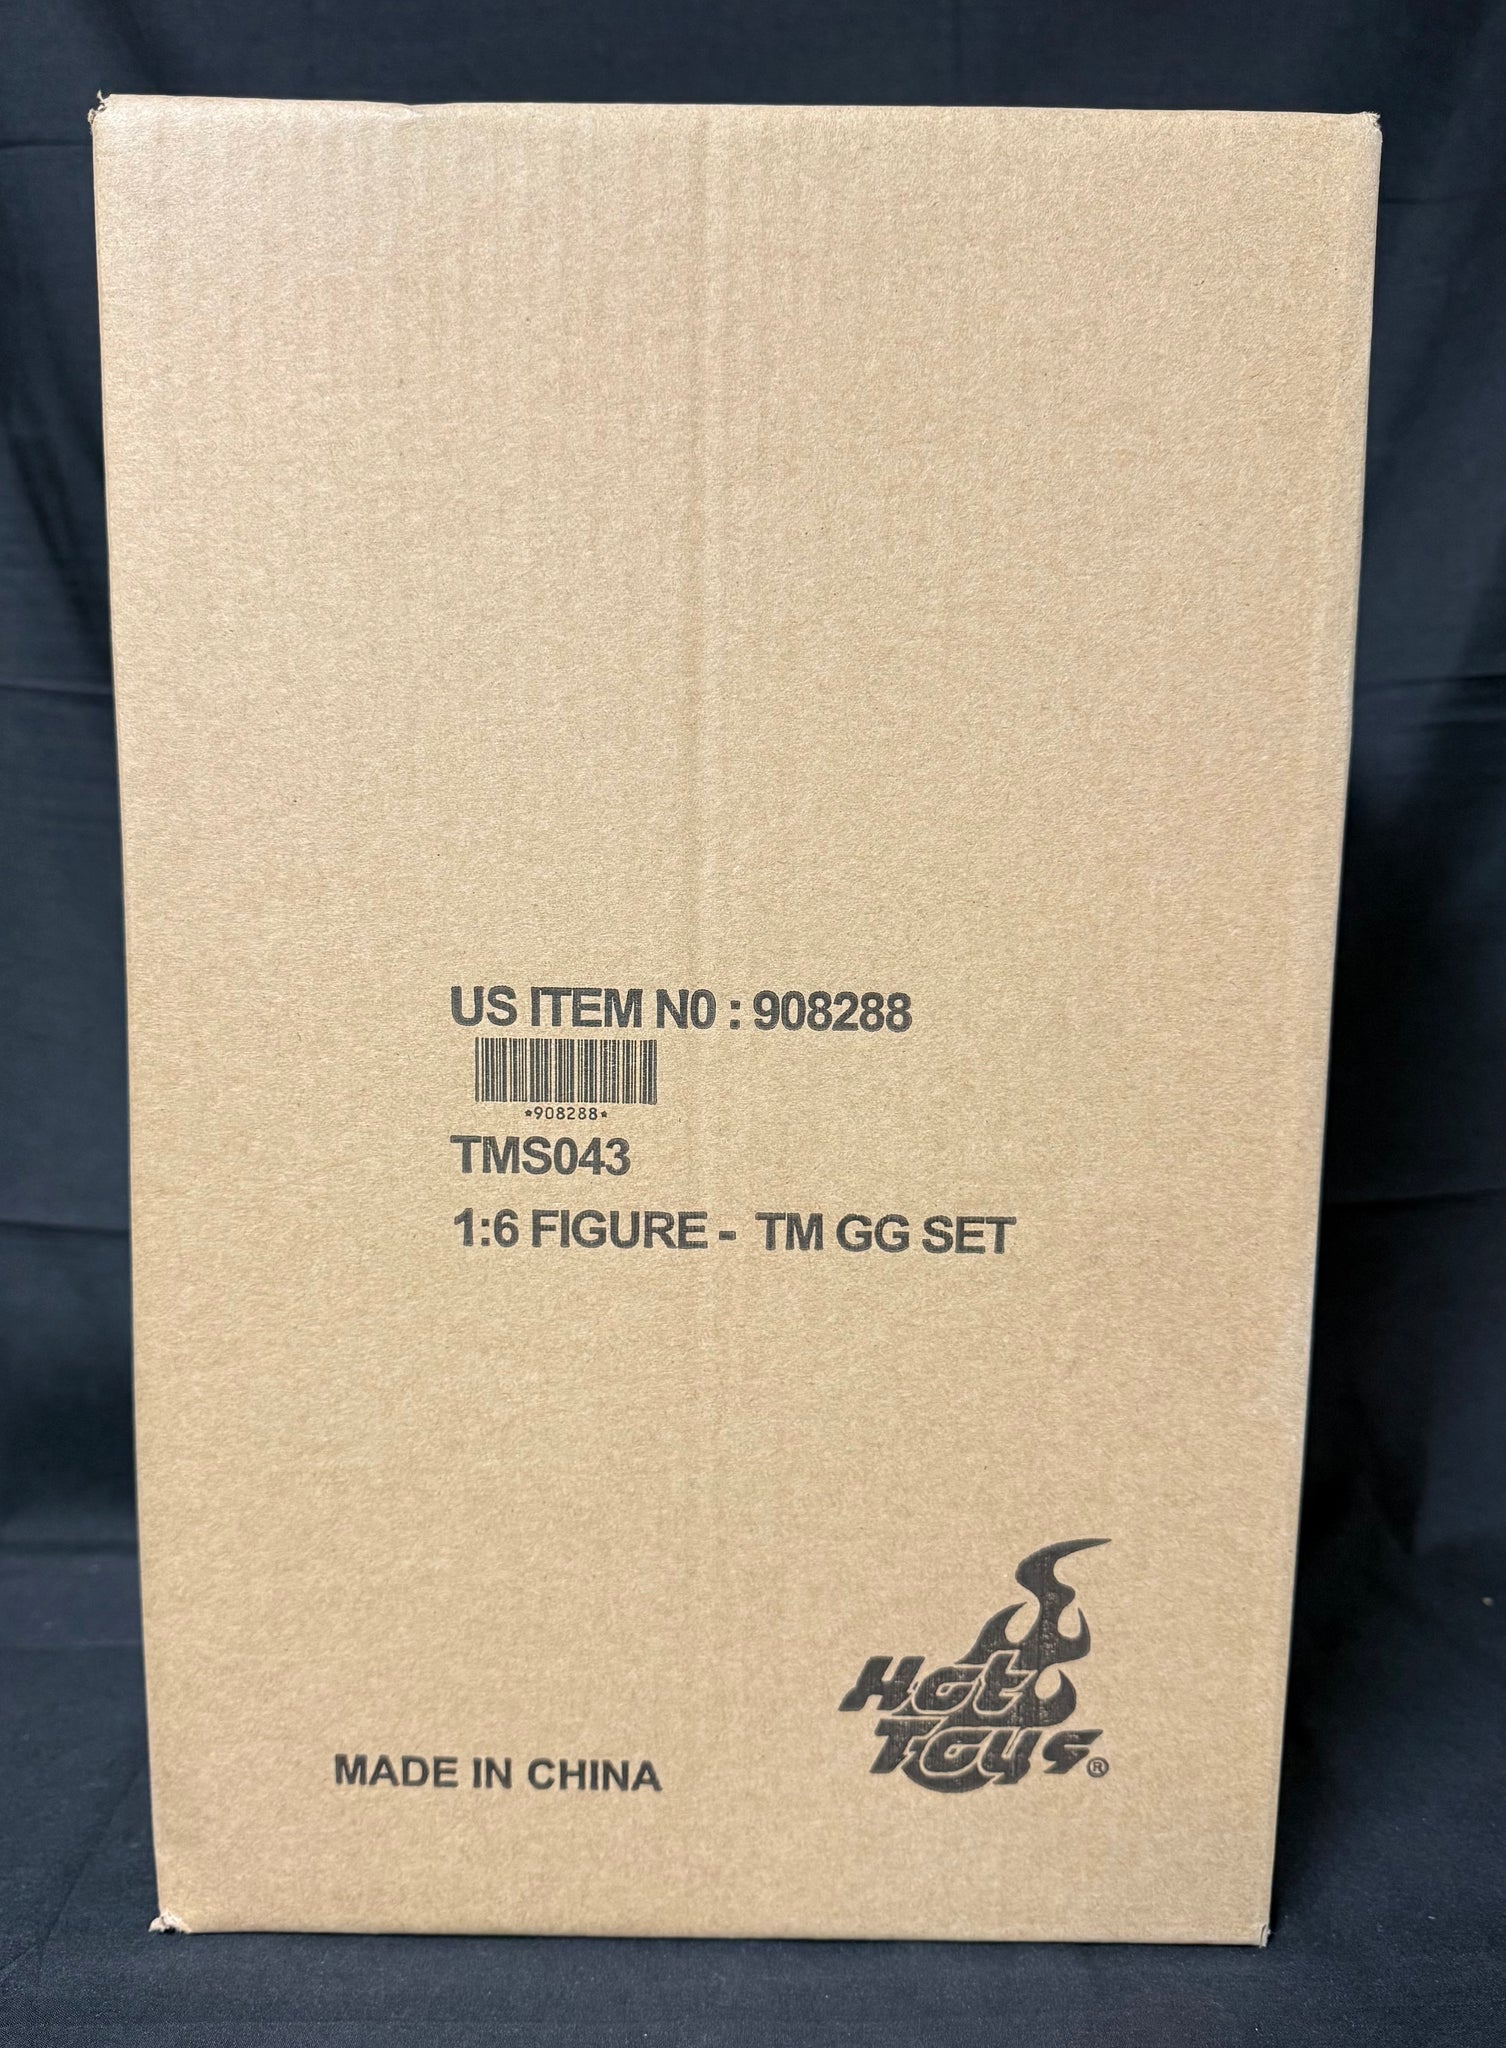 US ITEM N0 : 908288
*908288*
TMS043
1:6 FIGURE - TM GG SET
Hot
Toys®
MADE IN CHINA